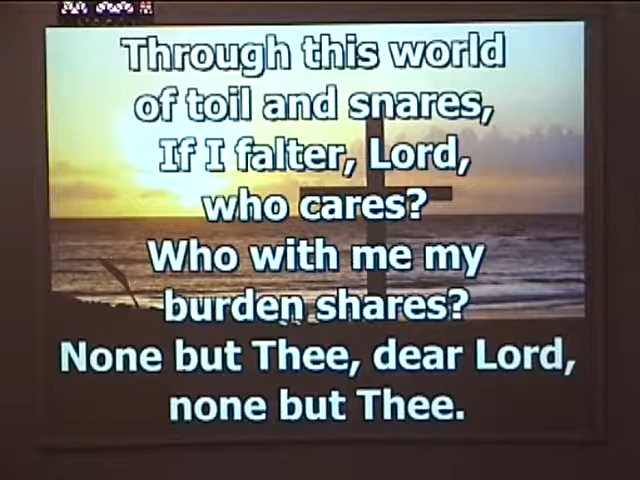 Through this world
of toil and snares,
If I falter, Lord,
who cares?
Who with me my
burden shares?
None but Thee, dear Lord,
none but Thee.